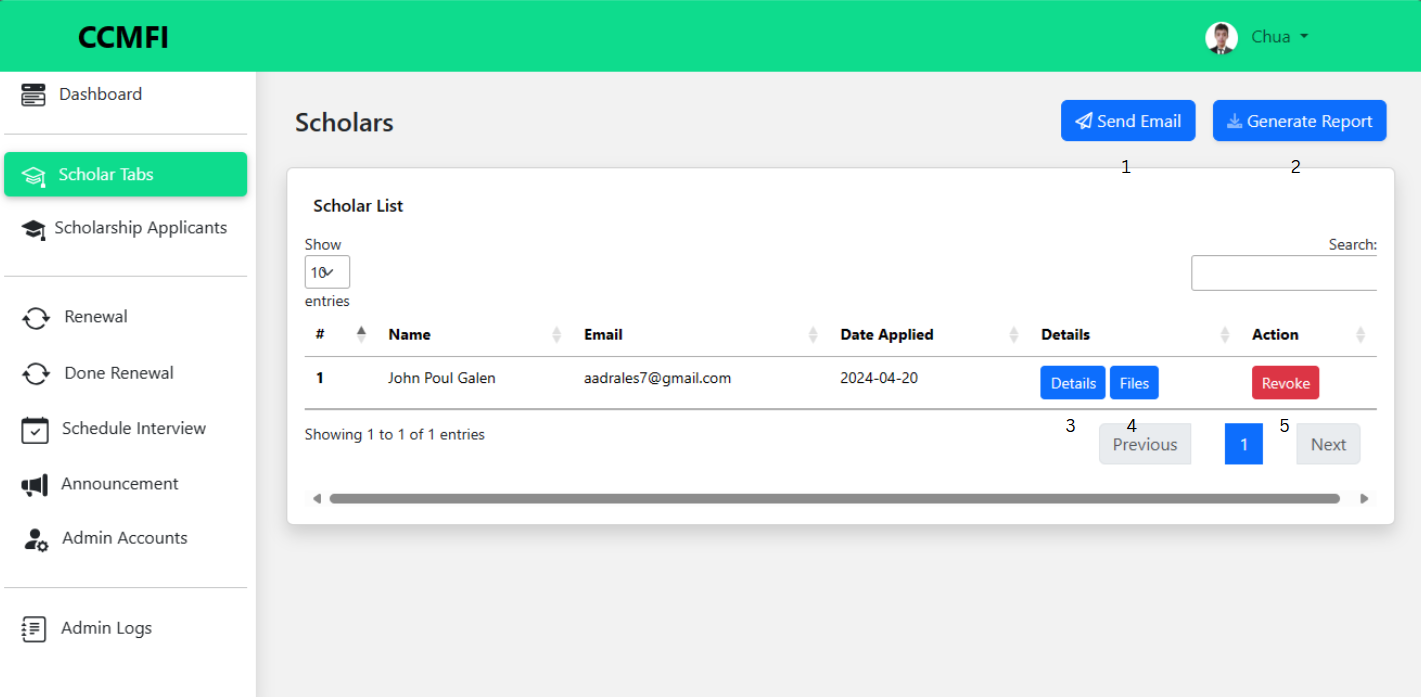 CCMFI
Chua
Dashboard
Scholar Tabs
Scholarship Applicants
Renewal
Done Renewal
Schedule Interview
Announcement
Admin Accounts
Admin Logs
Scholars
Send Email
Generate Report
1
2
Scholar List
Show
10
entries
Search:
# Name Email Date Applied Details Action
1 John Poul Galen aadrales7@gmail.com 2024-04-20 Details Files Revoke
3 4 5
Showing 1 to 1 of 1 entries
Previous 1 Next